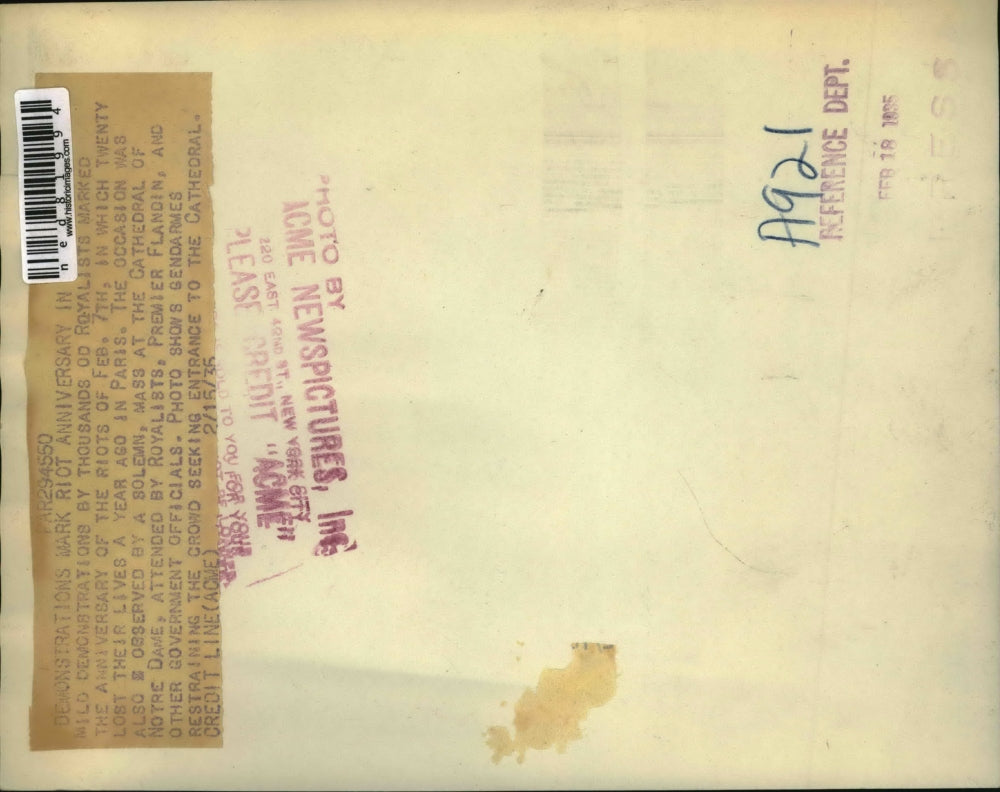 PAR294550
DEMONSTRATIONS MARK RIOT ANNIVERSARY IN
MILD DEMONSTRATIONS BY THOUSANDS OD ROYALISTS MARKED
THE ANNIVERSARY OF THE RIOTS OF FEB. 7TH, IN WHICH TWENTY
LOST THEIR LIVES A YEAR AGO IN PARIS. THE OCCASION WAS
ALSO OBSERVED BY A SOLEMN, MASS AT THE CATHEDRAL OF
NOTRE DAME, ATTENDED BY ROYALISTS, PREMIER FLANDIN, AND
OTHER GOVERNMENT OFFICIALS. PHOTO SHOWS GENDARMES
RESTRAINING THE CROWD SEEKING ENTRANCE TO THE CATHEDRAL.
CREDIT LINE(ACME) 2/15/35
ned81994
www.historicimages.com
PHOTO BY
ACME NEWSPICTURES, Inc
220 EAST 42ND ST., NEW YORK CITY
PLEASE CREDIT "ACME"
TO YOU FOR YOUR
A921
REFERENCE DEPT.
FEB 18 1935